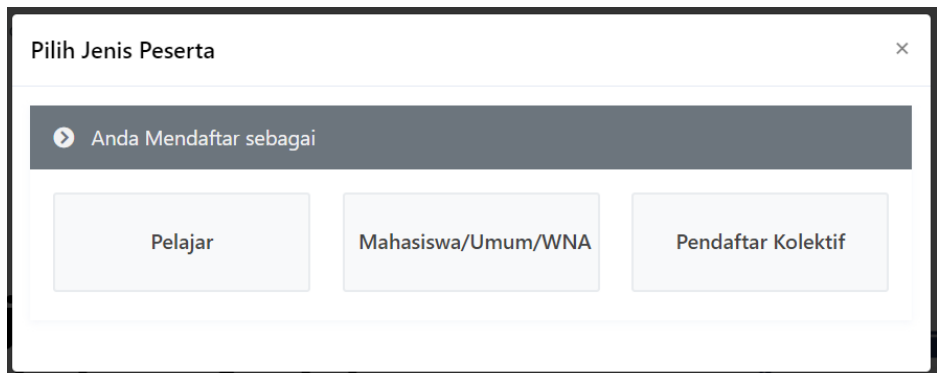 Pilih Jenis Peserta ×
Anda Mendaftar sebagai
Pelajar Mahasiswa/Umum/WNA Pendaftar Kolektif